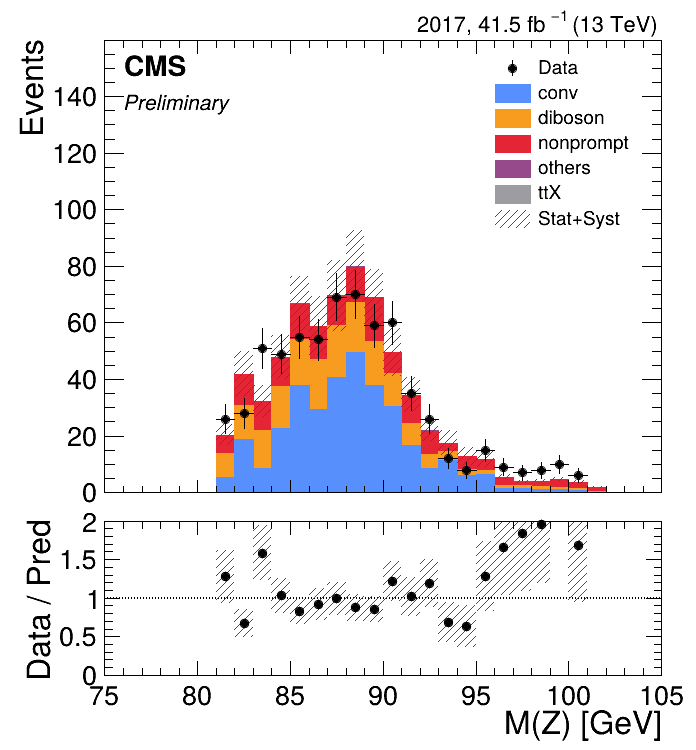 2017, 41.5 fb⁻¹ (13 TeV)
CMS
Preliminary
Events
140
120
100
80
60
40
20
0
Data
conv
diboson
nonprompt
others
ttX
Stat+Syst
Data / Pred
2
1.5
1
0.5
0
75 80 85 90 95 100 105
M(Z) [GeV]